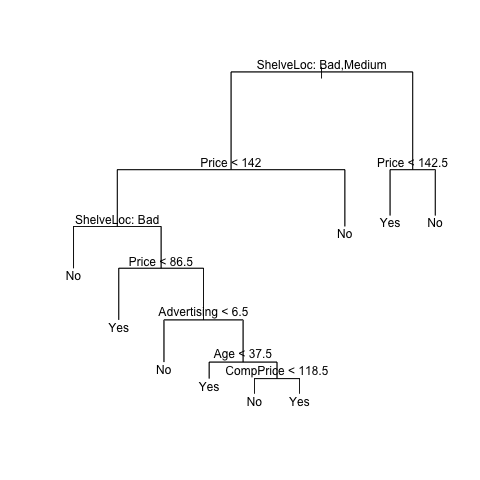 ShelveLoc: Bad,Medium
Price < 142
Price < 142.5
ShelveLoc: Bad
Yes
No
No
Price < 86.5
No
Advertising < 6.5
Yes
Age < 37.5
No
CompPrice < 118.5
Yes
No
Yes